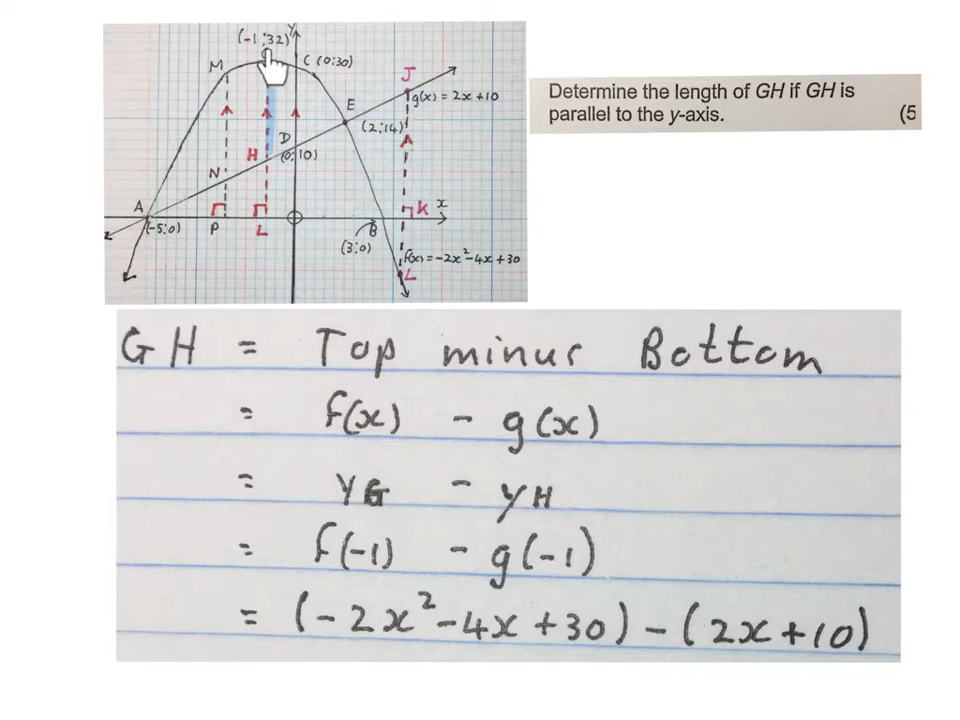 y
(-1;32)
M
C (0;30)
J
g(x) = 2x+10
E
(2;14)
D
H
(0;10)
N
A
K
x
(-5;0)
P
L
B
(3;0)
f(x) = -2x²-4x+30
L
Determine the length of GH if GH is
parallel to the y-axis.
(5
GH = Top minus Bottom
= f(x) - g(x)
= yG - yH
= f(-1) - g(-1)
= (-2x²-4x+30) - (2x+10)